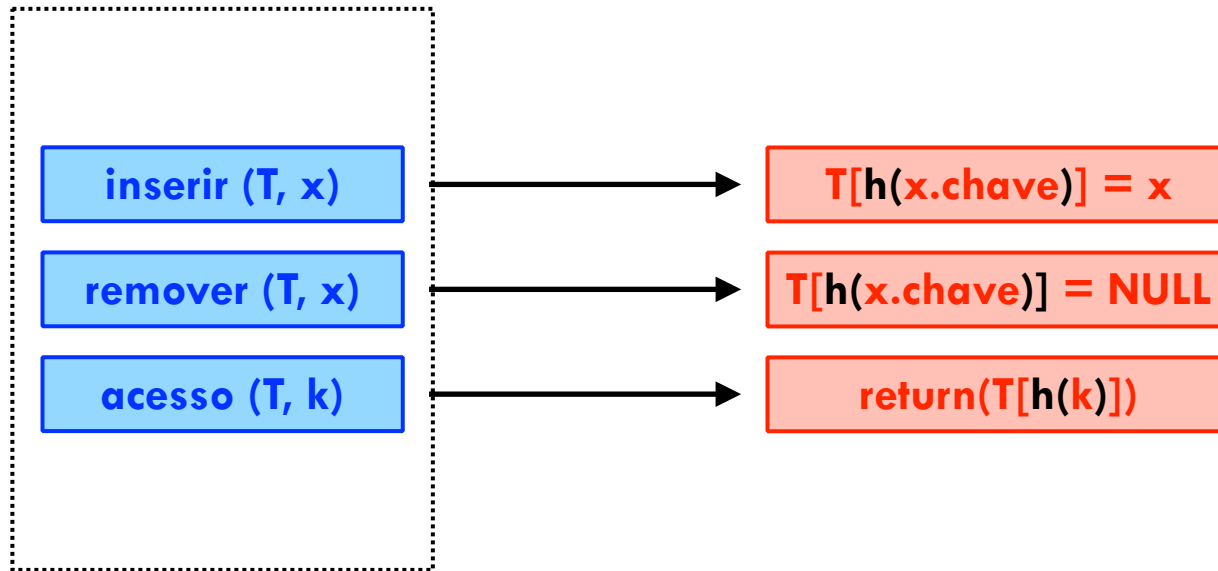 inserir (T, x)
T[h(x.chave)] = x
remover (T, x)
T[h(x.chave)] = NULL
acesso (T, k)
return(T[h(k)])